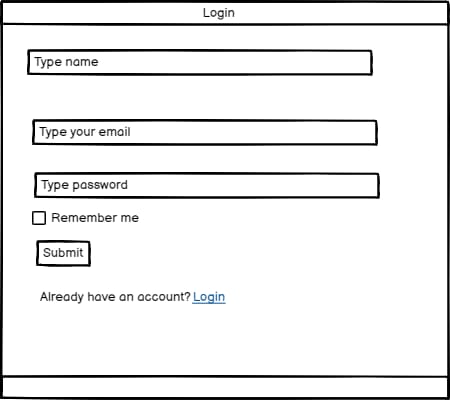 Login
Type name
Type your email
Type password
Remember me
Submit
Already have an account? Login